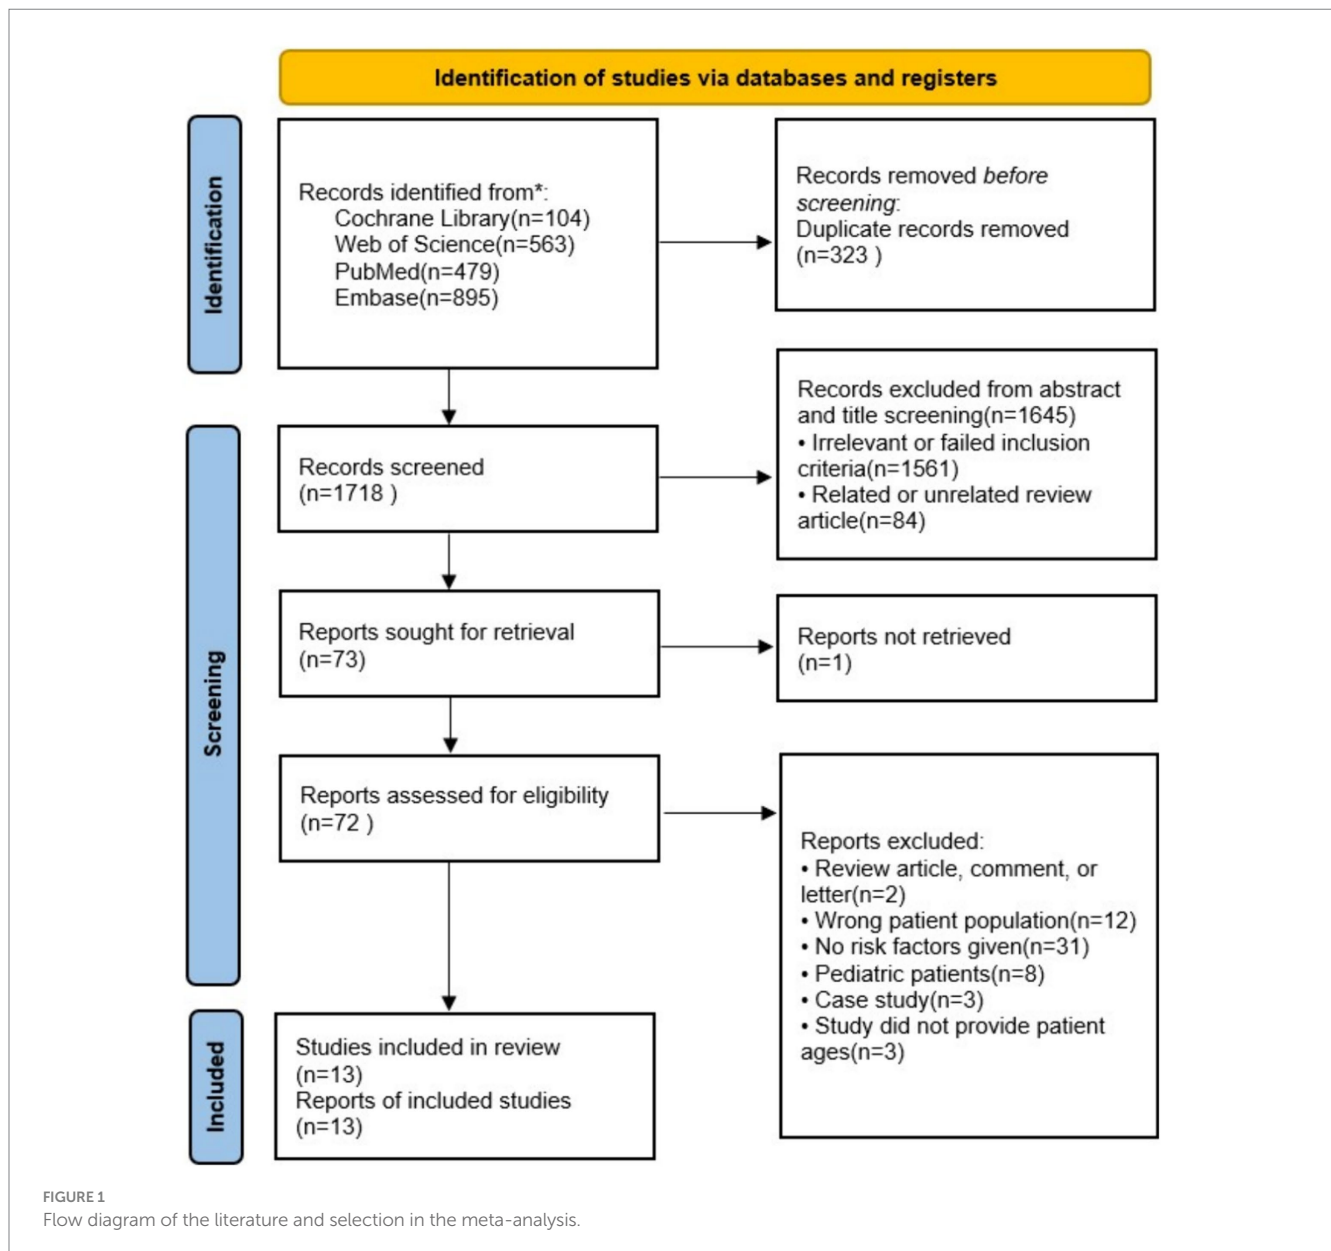 Identification of studies via databases and registers
Identification
Records identified from*:
Cochrane Library(n=104)
Web of Science(n=563)
PubMed(n=479)
Embase(n=895)
Records removed before
screening:
Duplicate records removed
(n=323 )
Screening
Records screened
(n=1718 )
Records excluded from abstract
and title screening(n=1645)
• Irrelevant or failed inclusion
criteria(n=1561)
• Related or unrelated review
article(n=84)
Reports sought for retrieval
(n=73)
Reports not retrieved
(n=1)
Reports assessed for eligibility
(n=72 )
Reports excluded:
• Review article, comment, or
letter(n=2)
• Wrong patient population(n=12)
• No risk factors given(n=31)
• Pediatric patients(n=8)
• Case study(n=3)
• Study did not provide patient
ages(n=3)
Included
Studies included in review
(n=13)
Reports of included studies
(n=13)
FIGURE 1
Flow diagram of the literature and selection in the meta-analysis.